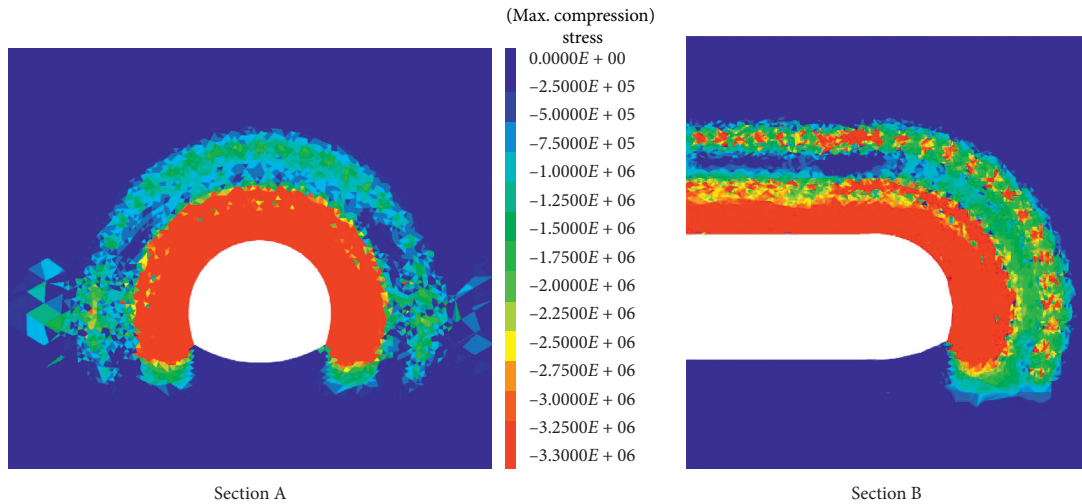 (Max. compression)
stress
0.0000E + 00
–2.5000E + 05
–5.0000E + 05
–7.5000E + 05
–1.0000E + 06
–1.2500E + 06
–1.5000E + 06
–1.7500E + 06
–2.0000E + 06
–2.2500E + 06
–2.5000E + 06
–2.7500E + 06
–3.0000E + 06
–3.2500E + 06
–3.3000E + 06
Section A
Section B